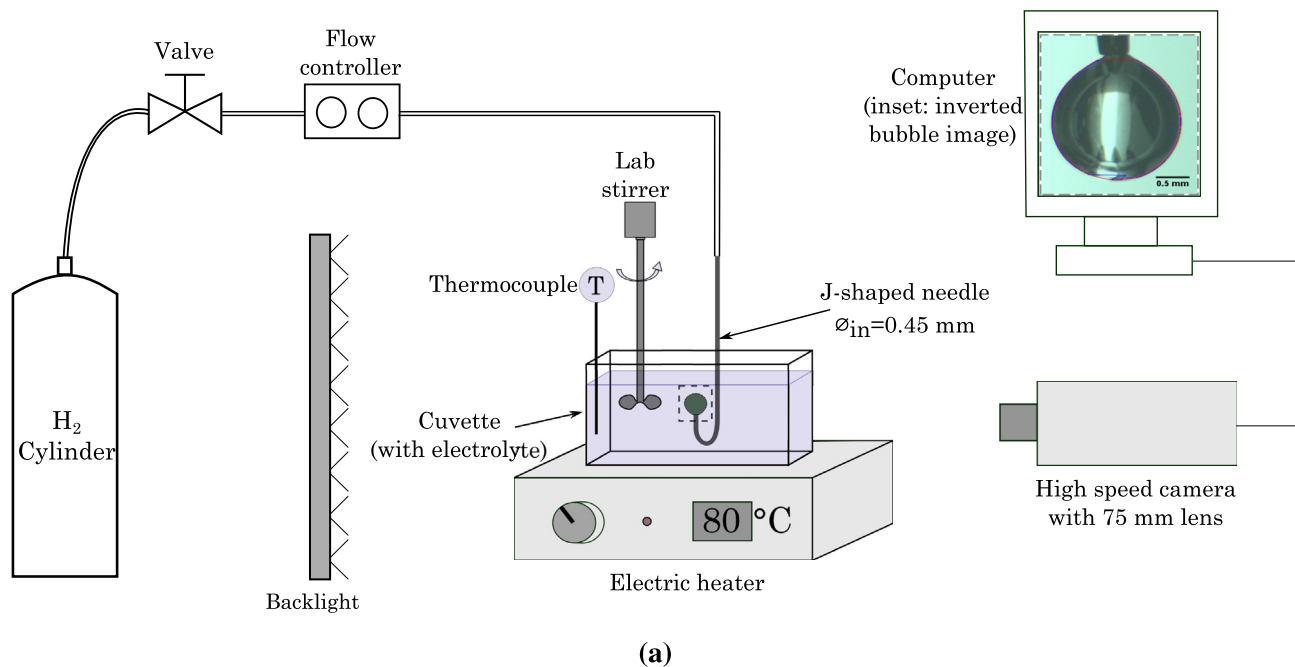 Valve
Flow
controller
Computer
(inset: inverted
bubble image)
0.5 mm
Lab
stirrer
Thermocouple
T
J-shaped needle
∅in=0.45 mm
H2
Cylinder
Cuvette
(with electrolyte)
80 °C
High speed camera
with 75 mm lens
Electric heater
Backlight
(a)